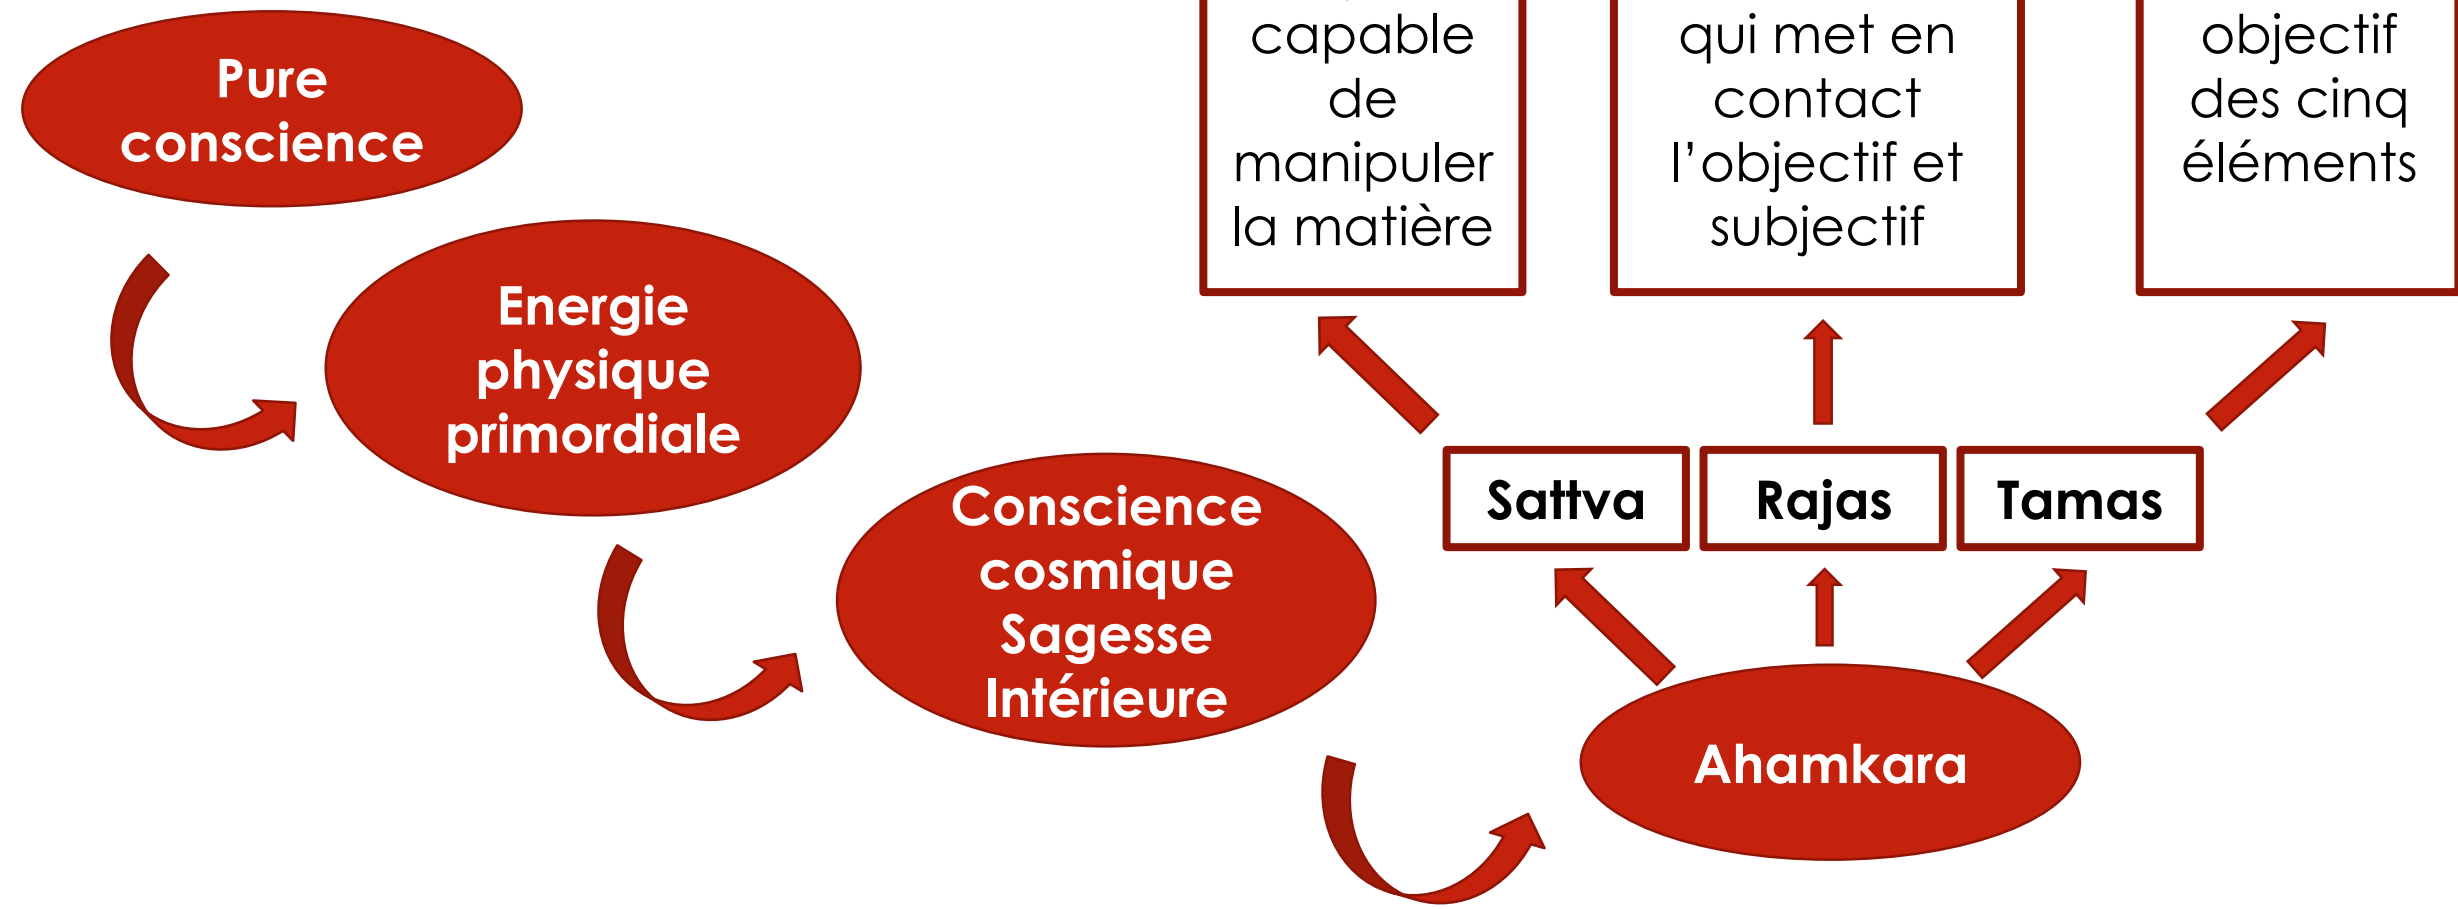 Pure
conscience
Energie
physique
primordiale
Conscience
cosmique
Sagesse
Intérieure
capable
de
manipuler
la matière
qui met en
contact
l’objectif et
subjectif
objectif
des cinq
éléments
Sattva
Rajas
Tamas
Ahamkara